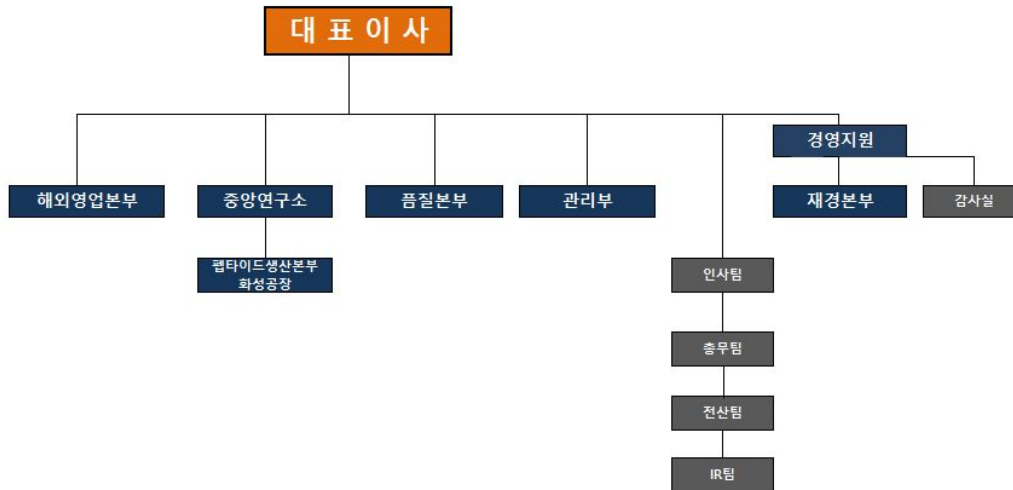 대 표 이 사
경영지원
해외영업본부
중앙연구소
품질본부
관리부
재경본부
감사실
펩타이드생산본부
화성공장
인사팀
총무팀
전산팀
IR팀